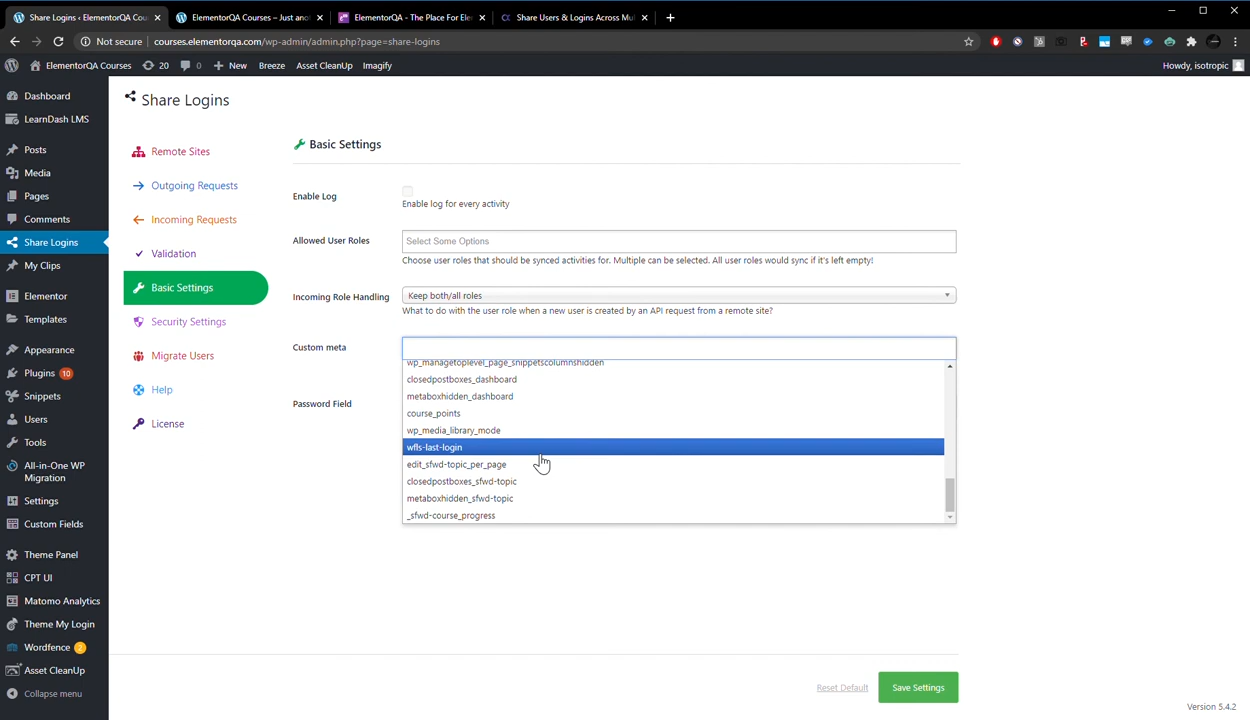 Share Logins ‹ ElementorQA Cou
ElementorQA Courses – Just ano
ElementorQA - The Place For Ele
Share Users & Logins Across Mu
Not secure
courses.elementorqa.com/wp-admin/admin.php?page=share-logins
ElementorQA Courses
20
0
New
Breeze
Asset CleanUp
Imagify
Howdy, isotropic
Dashboard
LearnDash LMS
Posts
Media
Pages
Comments
Share Logins
My Clips
Elementor
Templates
Appearance
Plugins 10
Snippets
Users
Tools
All-in-One WP
Migration
Settings
Custom Fields
Theme Panel
CPT UI
Matomo Analytics
Theme My Login
Wordfence 2
Asset CleanUp
Collapse menu
Share Logins
Remote Sites
Outgoing Requests
Incoming Requests
Validation
Basic Settings
Security Settings
Migrate Users
Help
License
Basic Settings
Enable Log
Enable log for every activity
Allowed User Roles
Select Some Options
Choose user roles that should be synced activities for. Multiple can be selected. All user roles would sync if it's left empty!
Incoming Role Handling
Keep both/all roles
What to do with the user role when a new user is created by an API request from a remote site?
Custom meta
wp_managetoplevel_page_snippetscolumnshidden
closedpostboxes_dashboard
metaboxhidden_dashboard
course_points
wp_media_library_mode
wfls-last-login
edit_sfwd-topic_per_page
closedpostboxes_sfwd-topic
metaboxhidden_sfwd-topic
_sfwd-course_progress
Password Field
Reset Default
Save Settings
Version 5.4.2